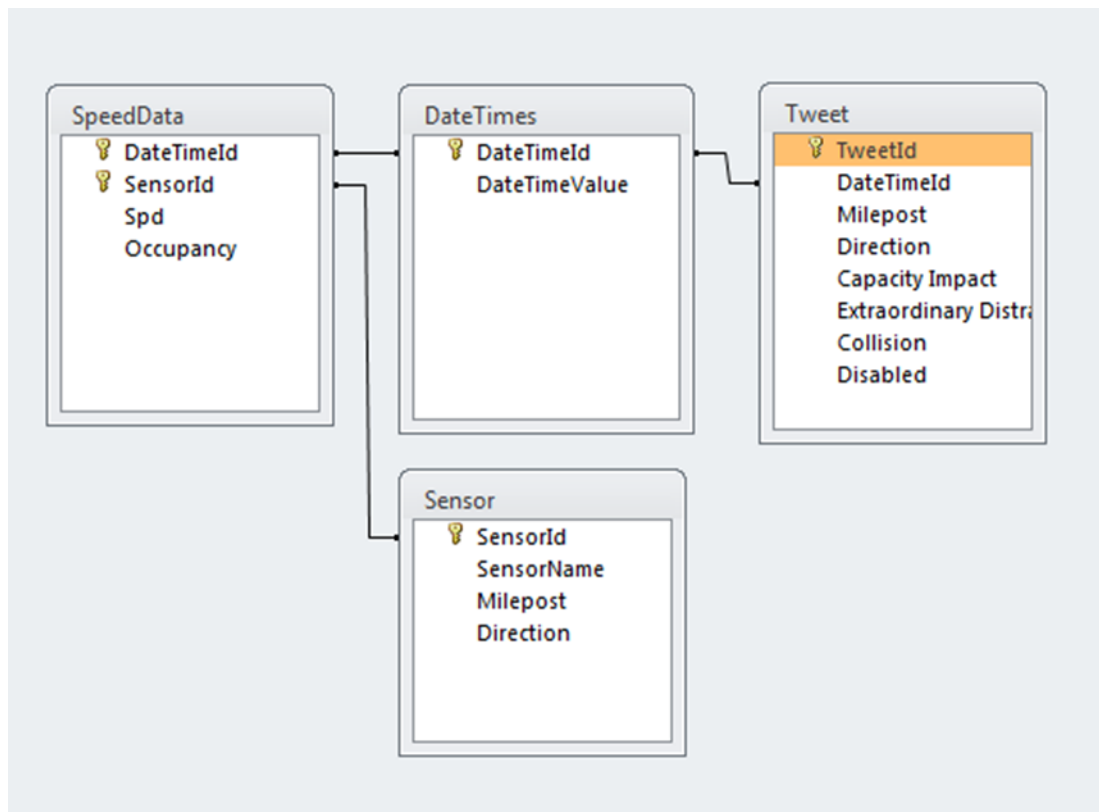 SpeedData
DateTimeId
SensorId
Spd
Occupancy
DateTimes
DateTimeId
DateTimeValue
Tweet
TweetId
DateTimeId
Milepost
Direction
Capacity Impact
Extraordinary Distra
Collision
Disabled
Sensor
SensorId
SensorName
Milepost
Direction